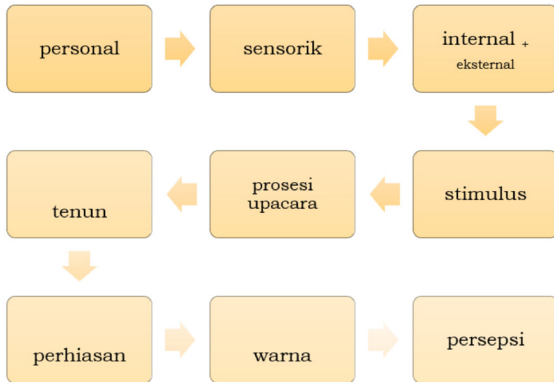 personal
sensorik
internal +
eksternal
stimulus
prosesi
upacara
tenun
perhiasan
warna
persepsi